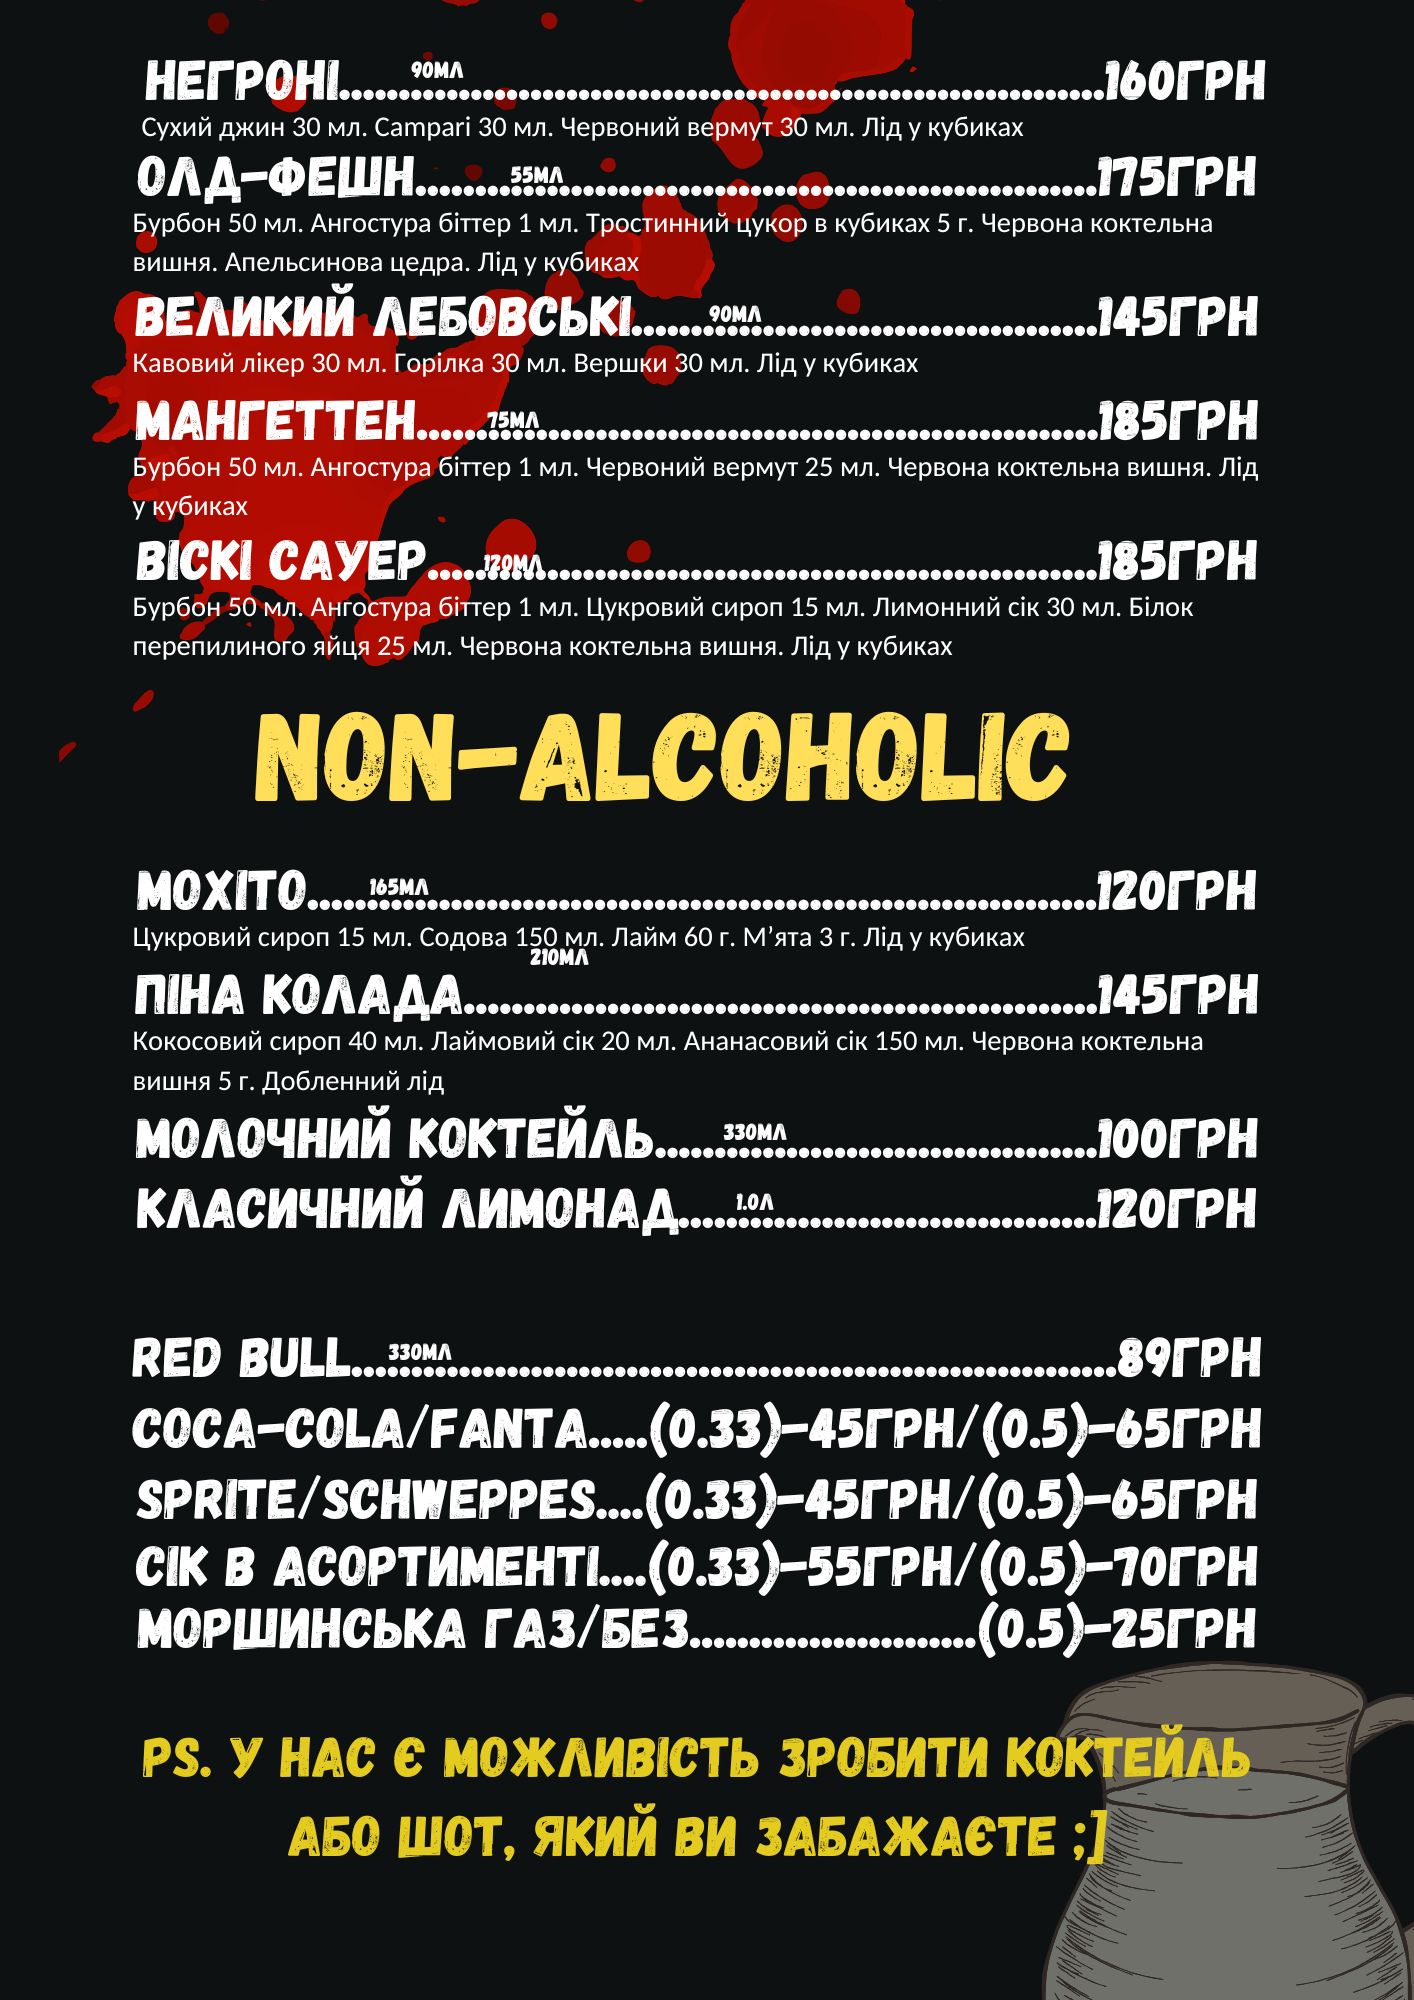 НЕГРОНІ 90МЛ ................160ГРН
Сухий джин 30 мл. Campari 30 мл. Червоний вермут 30 мл. Лід у кубиках
ОЛД-ФЕШН 55МЛ ................175ГРН
Бурбон 50 мл. Ангостура біттер 1 мл. Тростинний цукор в кубиках 5 г. Червона коктельна
вишня. Апельсинова цедра. Лід у кубиках
ВЕЛИКИЙ ЛЕБОВСЬКІ 90МЛ ................145ГРН
Кавовий лікер 30 мл. Горілка 30 мл. Вершки 30 мл. Лід у кубиках
МАНГЕТТЕН 75МЛ ................185ГРН
Бурбон 50 мл. Ангостура біттер 1 мл. Червоний вермут 25 мл. Червона коктельна вишня. Лід
у кубиках
ВІСКІ САУЕР 120МЛ ................185ГРН
Бурбон 50 мл. Ангостура біттер 1 мл. Цукровий сироп 15 мл. Лимонний сік 30 мл. Білок
перепилиного яйця 25 мл. Червона коктельна вишня. Лід у кубиках
NON-ALCOHOLIC
МОХІТО 165МЛ ................120ГРН
Цукровий сироп 15 мл. Содова 150 мл. Лайм 60 г. М’ята 3 г. Лід у кубиках
ПІНА КОЛАДА 210МЛ ................145ГРН
Кокосовий сироп 40 мл. Лаймовий сік 20 мл. Ананасовий сік 150 мл. Червона коктельна
вишня 5 г. Добленний лід
МОЛОЧНИЙ КОКТЕЙЛЬ 330МЛ ................100ГРН
КЛАСИЧНИЙ ЛИМОНАД 1.0Л ................120ГРН
RED BULL 330МЛ ................89ГРН
COCA-COLA/FANTA.....(0.33)-45ГРН/(0.5)-65ГРН
SPRITE/SCHWEPPES....(0.33)-45ГРН/(0.5)-65ГРН
СІК В АСОРТИМЕНТІ....(0.33)-55ГРН/(0.5)-70ГРН
МОРШИНСЬКА ГАЗ/БЕЗ........................(0.5)-25ГРН
PS. У НАС Є МОЖЛИВІСТЬ ЗРОБИТИ КОКТЕЙЛЬ
АБО ШОТ, ЯКИЙ ВИ ЗАБАЖАЄТЕ ;]